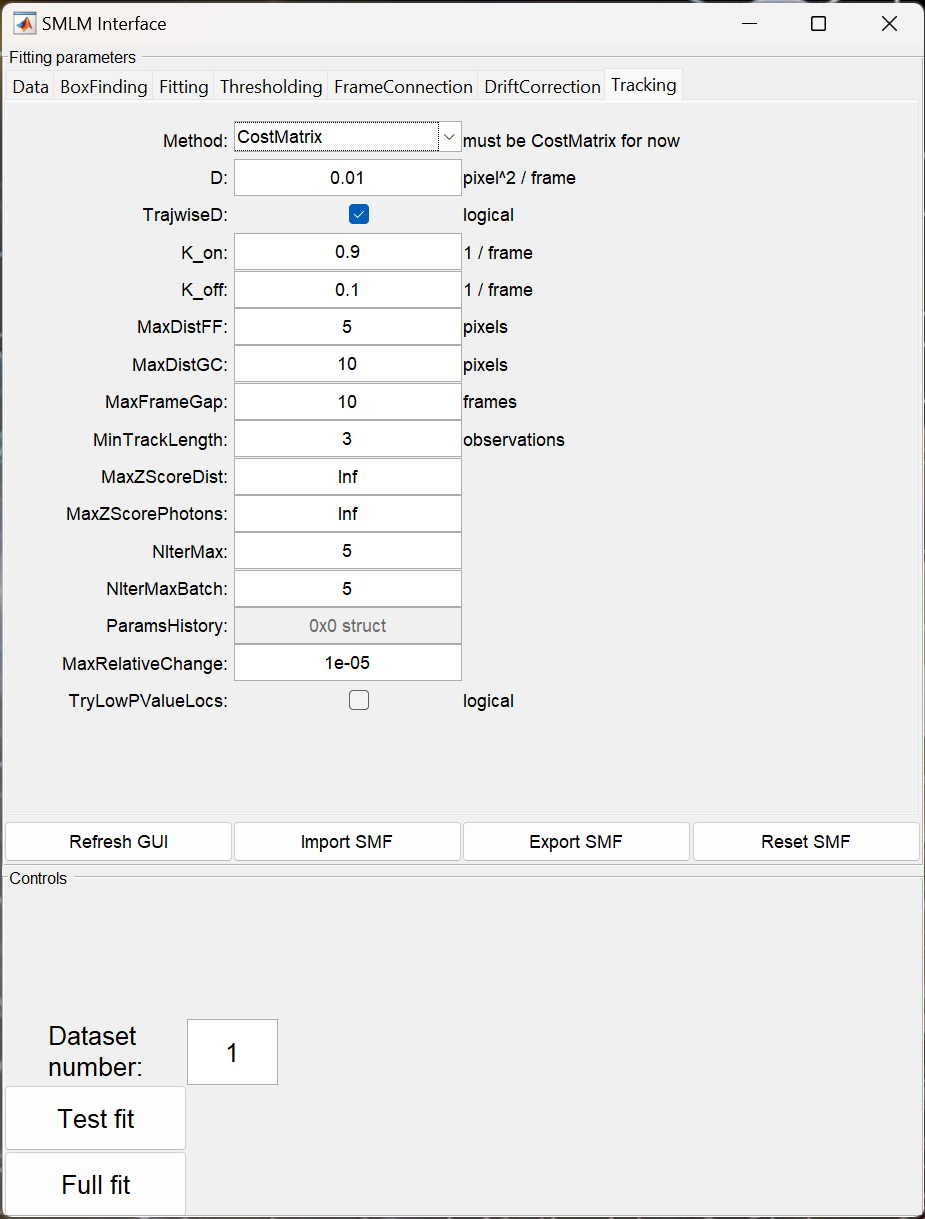 SMLM Interface
Fitting parameters
Data BoxFinding Fitting Thresholding FrameConnection DriftCorrection Tracking
Method: CostMatrix must be CostMatrix for now
D: 0.01 pixel^2 / frame
TrajwiseD: logical
K_on: 0.9 1 / frame
K_off: 0.1 1 / frame
MaxDistFF: 5 pixels
MaxDistGC: 10 pixels
MaxFrameGap: 10 frames
MinTrackLength: 3 observations
MaxZScoreDist: Inf
MaxZScorePhotons: Inf
NIterMax: 5
NIterMaxBatch: 5
ParamsHistory: 0x0 struct
MaxRelativeChange: 1e-05
TryLowPValueLocs: logical
Refresh GUI Import SMF Export SMF Reset SMF
Controls
Dataset
number: 1
Test fit
Full fit